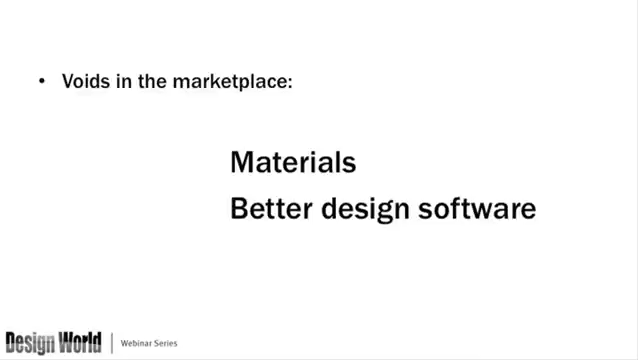 • Voids in the marketplace:
Materials
Better design software
Design World | Webinar Series